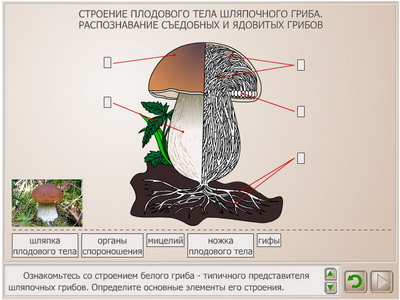 СТРОЕНИЕ ПЛОДОВОГО ТЕЛА ШЛЯПОЧНОГО ГРИБА.
РАСПОЗНАВАНИЕ СЪЕДОБНЫХ И ЯДОВИТЫХ ГРИБОВ
шляпка
плодового тела
органы
спороношения
мицелий
ножка
плодового тела
гифы
Ознакомьтесь со строением белого гриба - типичного представителя
шляпочных грибов. Определите основные элементы его строения.